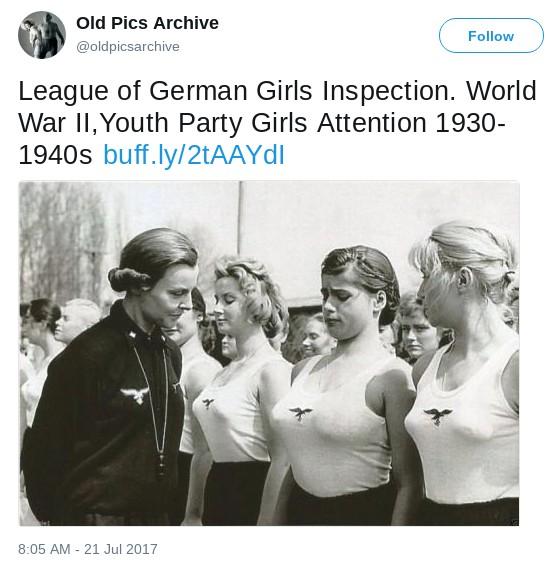 Old Pics Archive
@oldpicsarchive
Follow
League of German Girls Inspection. World
War II,Youth Party Girls Attention 1930-
1940s buff.ly/2tAAYdI
8:05 AM - 21 Jul 2017